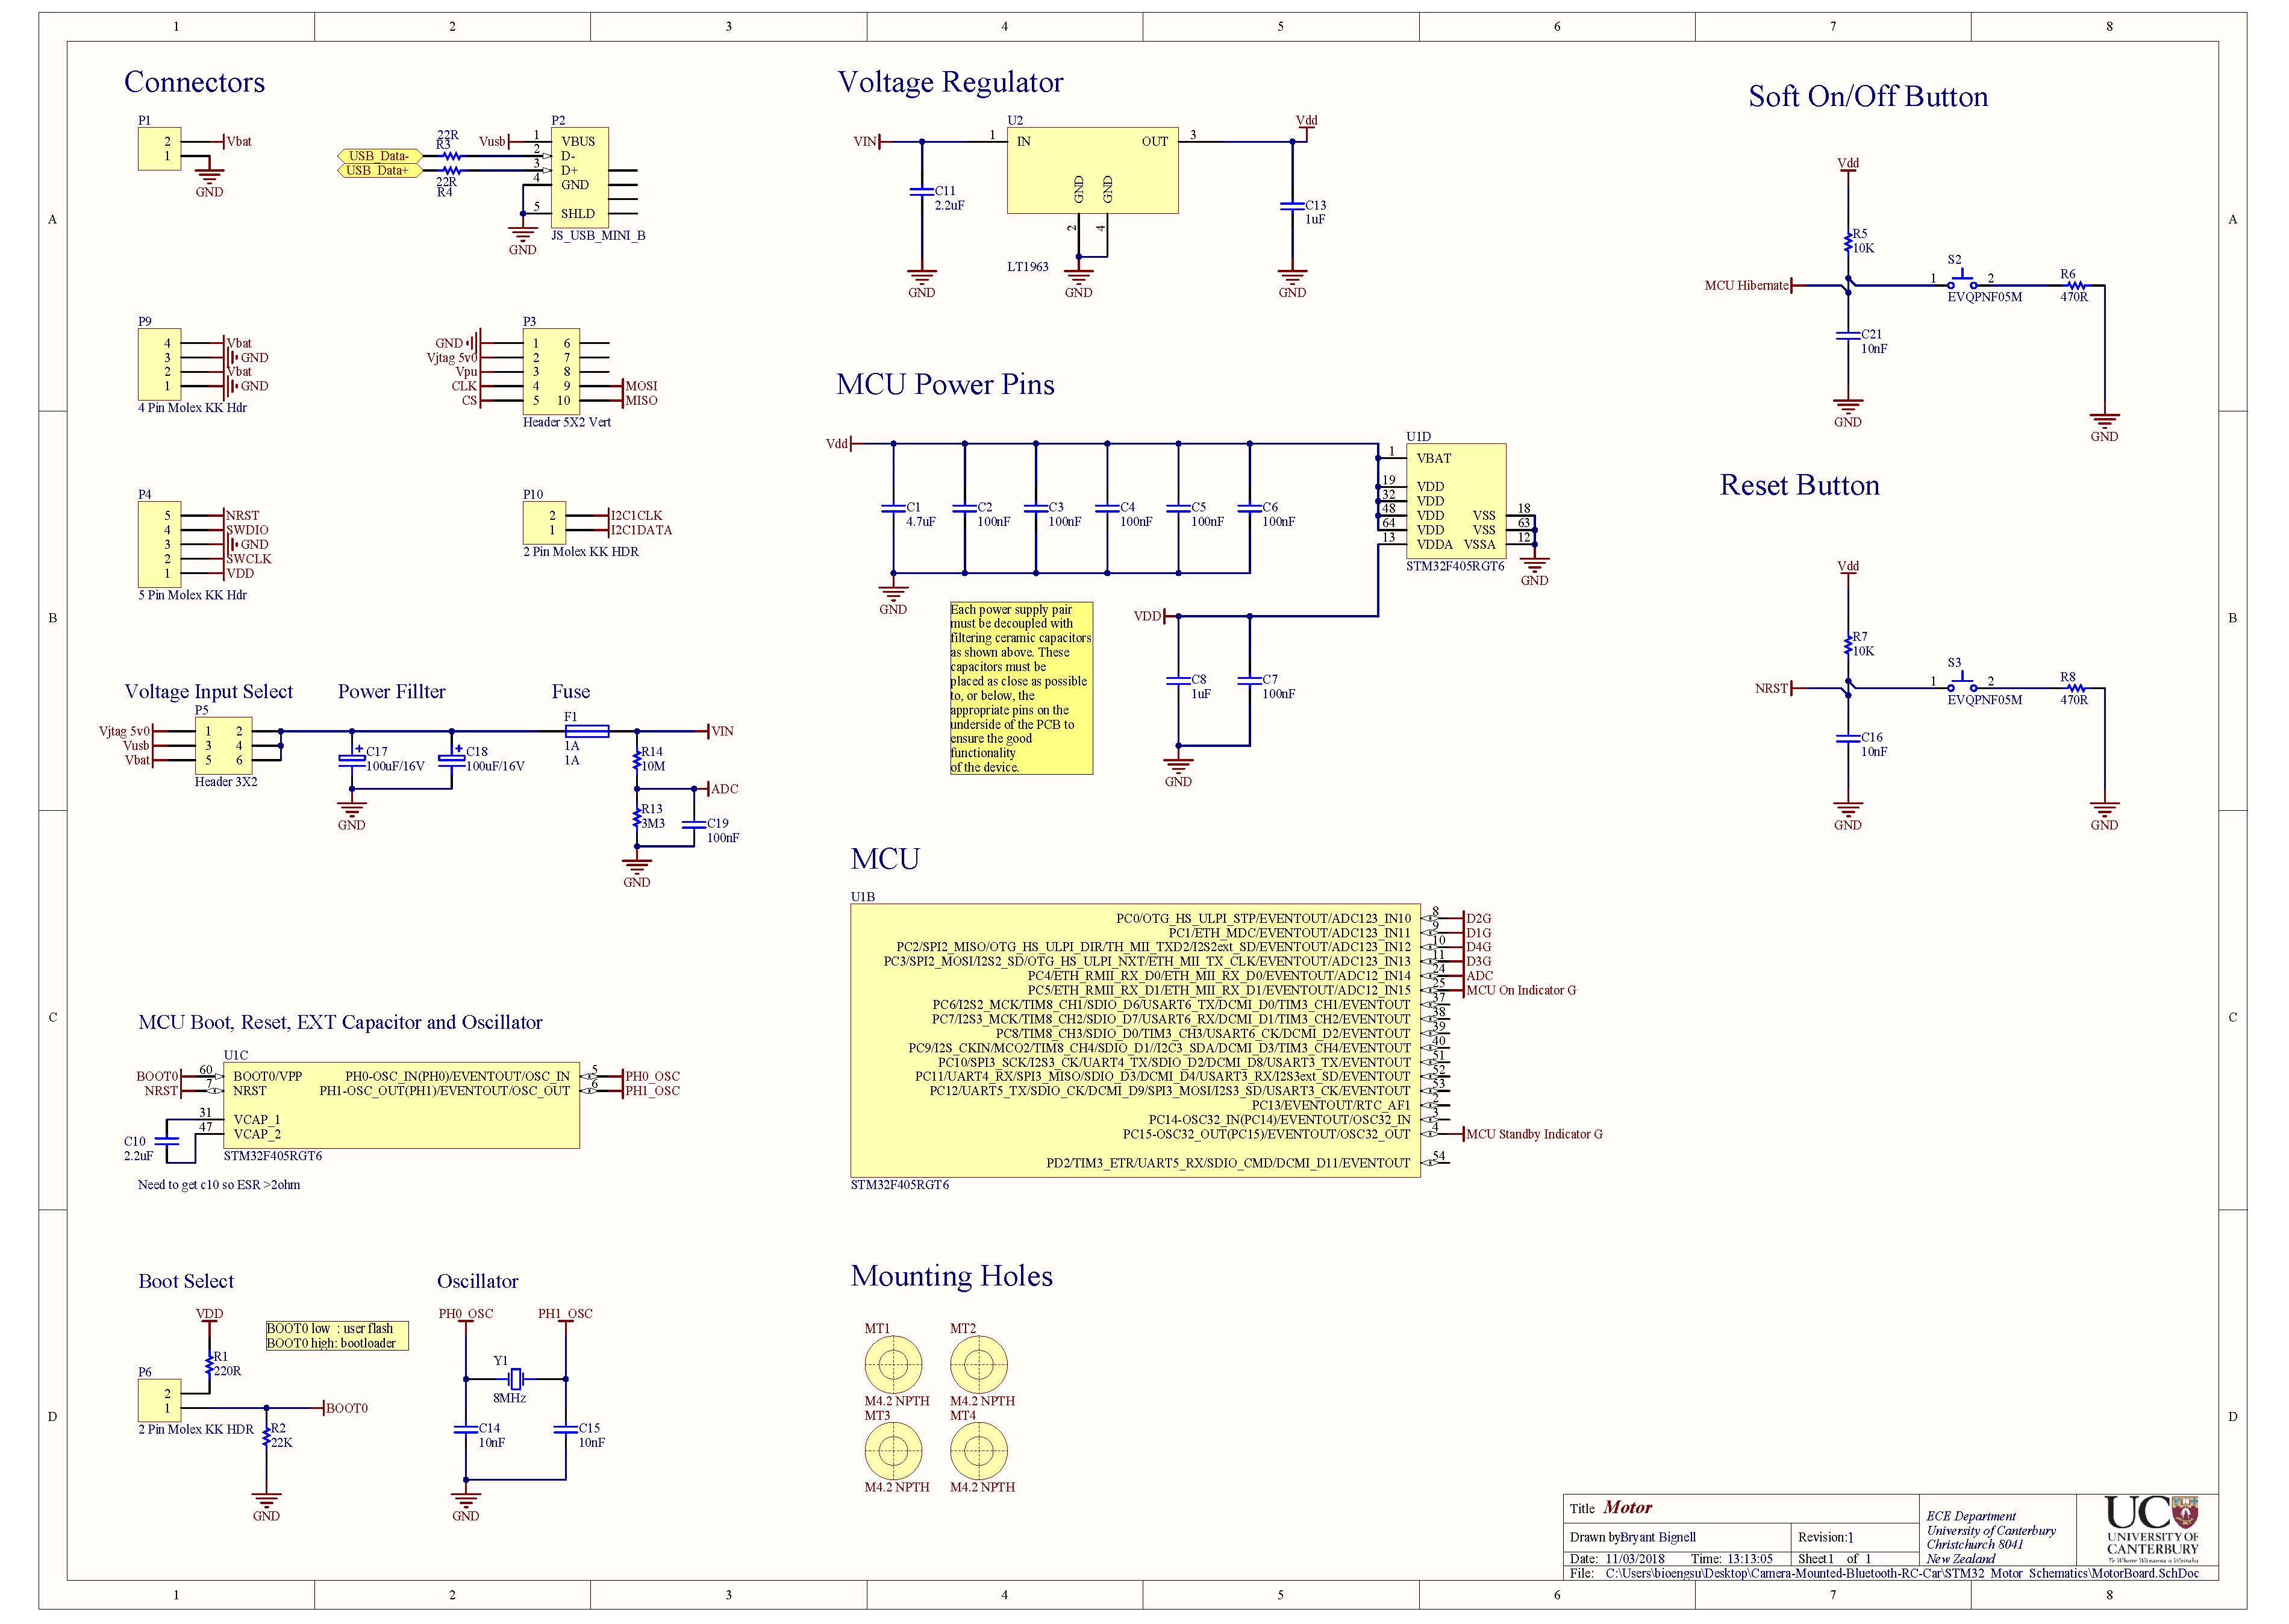 1 2 3 4 5 6 7 8
A
B
C
D
Connectors
P1
2 Vbat
1
GND
22R
R3
USB_Data-
USB_Data+
22R
R4
P2
Vusb 1 VBUS
2 D-
3 D+
4 GND
5 SHLD
JS_USB_MINI_B
GND
P9
4 Vbat
3 GND
2 Vbat
1 GND
4 Pin Molex KK Hdr
P3
GND 1 6
Vjtag 5v0 2 7
Vpu 3 8
CLK 4 9 MOSI
CS 5 10 MISO
Header 5X2 Vert
P4
5 NRST
4 SWDIO
3 GND
2 SWCLK
1 VDD
5 Pin Molex KK Hdr
P10
2 I2C1CLK
1 I2C1DATA
2 Pin Molex KK HDR
Voltage Input Select
P5
Vjtag 5v0 1 2
Vusb 3 4
Vbat 5 6
Header 3X2
Power Fillter
C17
100uF/16V
C18
100uF/16V
GND
Fuse
F1
1A
1A
VIN
R14
10M
ADC
R13
3M3
C19
100nF
GND
MCU Boot, Reset, EXT Capacitor and Oscillator
U1C
BOOT0 60 BOOT0/VPP PH0-OSC_IN(PH0)/EVENTOUT/OSC_IN 5 PH0_OSC
NRST 7 NRST PH1-OSC_OUT(PH1)/EVENTOUT/OSC_OUT 6 PH1_OSC
31 VCAP_1
47 VCAP_2
C10
2.2uF
STM32F405RGT6
Need to get c10 so ESR >2ohm
Boot Select
VDD
BOOT0 low : user flash
BOOT0 high: bootloader
R1
220R
P6
2
1
BOOT0
2 Pin Molex KK HDR
R2
22K
GND
Oscillator
PH0_OSC PH1_OSC
Y1
8MHz
C14
10nF
C15
10nF
GND
Voltage Regulator
U2
VIN 1 IN OUT 3 Vdd
GND GND
2 4
LT1963
C11
2.2uF
C13
1uF
GND GND GND
MCU Power Pins
Vdd
C1
4.7uF
C2
100nF
C3
100nF
C4
100nF
C5
100nF
C6
100nF
GND
U1D
1 VBAT
19 VDD
32 VDD
48 VDD VSS 18
64 VDD VSS 63
13 VDDA VSSA 12
STM32F405RGT6
GND
Each power supply pair
must be decoupled with
filtering ceramic capacitors
as shown above. These
capacitors must be
placed as close as possible
to, or below, the
appropriate pins on the
underside of the PCB to
ensure the good
functionality
of the device.
VDD
C8
1uF
C7
100nF
GND
MCU
U1B
PC0/OTG_HS_ULPI_STP/EVENTOUT/ADC123_IN10 8 D2G
PC1/ETH_MDC/EVENTOUT/ADC123_IN11 9 D1G
PC2/SPI2_MISO/OTG_HS_ULPI_DIR/TH_MII_TXD2/I2S2ext_SD/EVENTOUT/ADC123_IN12 10 D4G
PC3/SPI2_MOSI/I2S2_SD/OTG_HS_ULPI_NXT/ETH_MII_TX_CLK/EVENTOUT/ADC123_IN13 11 D3G
PC4/ETH_RMII_RX_D0/ETH_MII_RX_D0/EVENTOUT/ADC12_IN14 24 ADC
PC5/ETH_RMII_RX_D1/ETH_MII_RX_D1/EVENTOUT/ADC12_IN15 25 MCU On Indicator G
PC6/I2S2_MCK/TIM8_CH1/SDIO_D6/USART6_TX/DCMI_D0/TIM3_CH1/EVENTOUT 37
PC7/I2S3_MCK/TIM8_CH2/SDIO_D7/USART6_RX/DCMI_D1/TIM3_CH2/EVENTOUT 38
PC8/TIM8_CH3/SDIO_D0/TIM3_CH3/USART6_CK/DCMI_D2/EVENTOUT 39
PC9/I2S_CKIN/MCO2/TIM8_CH4/SDIO_D1//I2C3_SDA/DCMI_D3/TIM3_CH4/EVENTOUT 40
PC10/SPI3_SCK/I2S3_CK/UART4_TX/SDIO_D2/DCMI_D8/USART3_TX/EVENTOUT 51
PC11/UART4_RX/SPI3_MISO/SDIO_D3/DCMI_D4/USART3_RX/I2S3ext_SD/EVENTOUT 52
PC12/UART5_TX/SDIO_CK/DCMI_D9/SPI3_MOSI/I2S3_SD/USART3_CK/EVENTOUT 53
PC13/EVENTOUT/RTC_AF1 2
PC14-OSC32_IN(PC14)/EVENTOUT/OSC32_IN 3
PC15-OSC32_OUT(PC15)/EVENTOUT/OSC32_OUT 4 MCU Standby Indicator G
PD2/TIM3_ETR/UART5_RX/SDIO_CMD/DCMI_D11/EVENTOUT 54
STM32F405RGT6
Mounting Holes
MT1 MT2
M4.2 NPTH M4.2 NPTH
MT3 MT4
M4.2 NPTH M4.2 NPTH
Soft On/Off Button
Vdd
R5
10K
MCU Hibernate
S2
1 2
EVQPNF05M
R6
470R
C21
10nF
GND GND
Reset Button
Vdd
R7
10K
NRST
S3
1 2
EVQPNF05M
R8
470R
C16
10nF
GND GND
Title Motor
Drawn by Bryant Bignell
Revision:1
Date: 11/03/2018 Time: 13:13:05 Sheet1 of 1
File: C:\Users\bioengsu\Desktop\Camera-Mounted-Bluetooth-RC-Car\STM32 Motor Schematics\MotorBoard.SchDoc
ECE Department
University of Canterbury
Christchurch 8041
New Zealand
UC
UNIVERSITY OF
CANTERBURY
Te Whare Wānanga o Waitaha
A
B
C
D
1 2 3 4 5 6 7 8